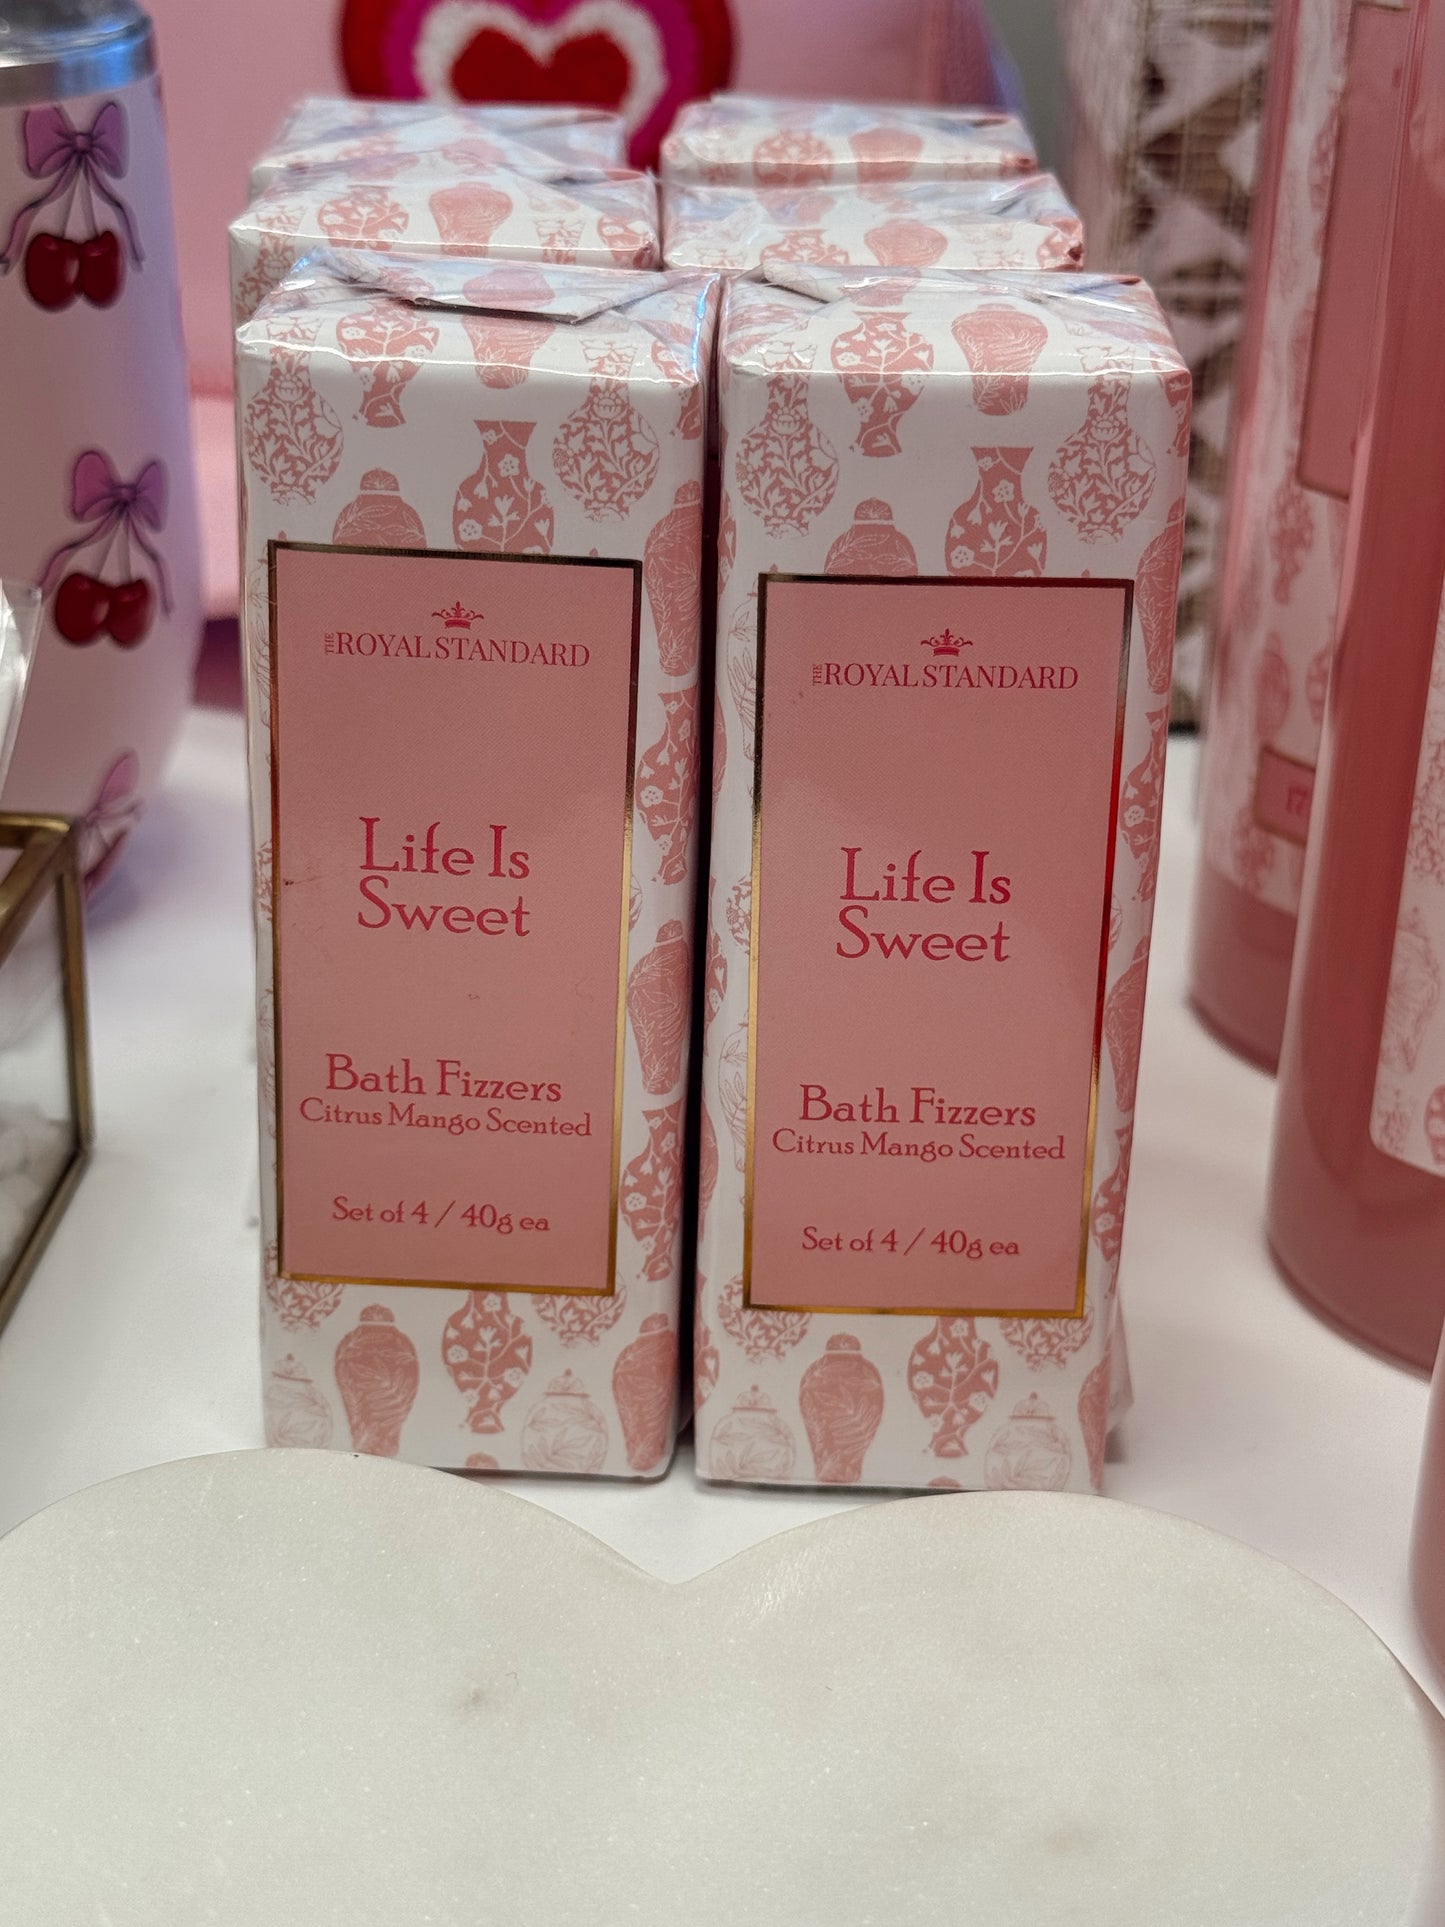 THE ROYAL STANDARD
Life Is
Sweet
Bath Fizzers
Citrus Mango Scented
Set of 4 / 40g ea
THE ROYAL STANDARD
Life Is
Sweet
Bath Fizzers
Citrus Mango Scented
Set of 4 / 40g ea